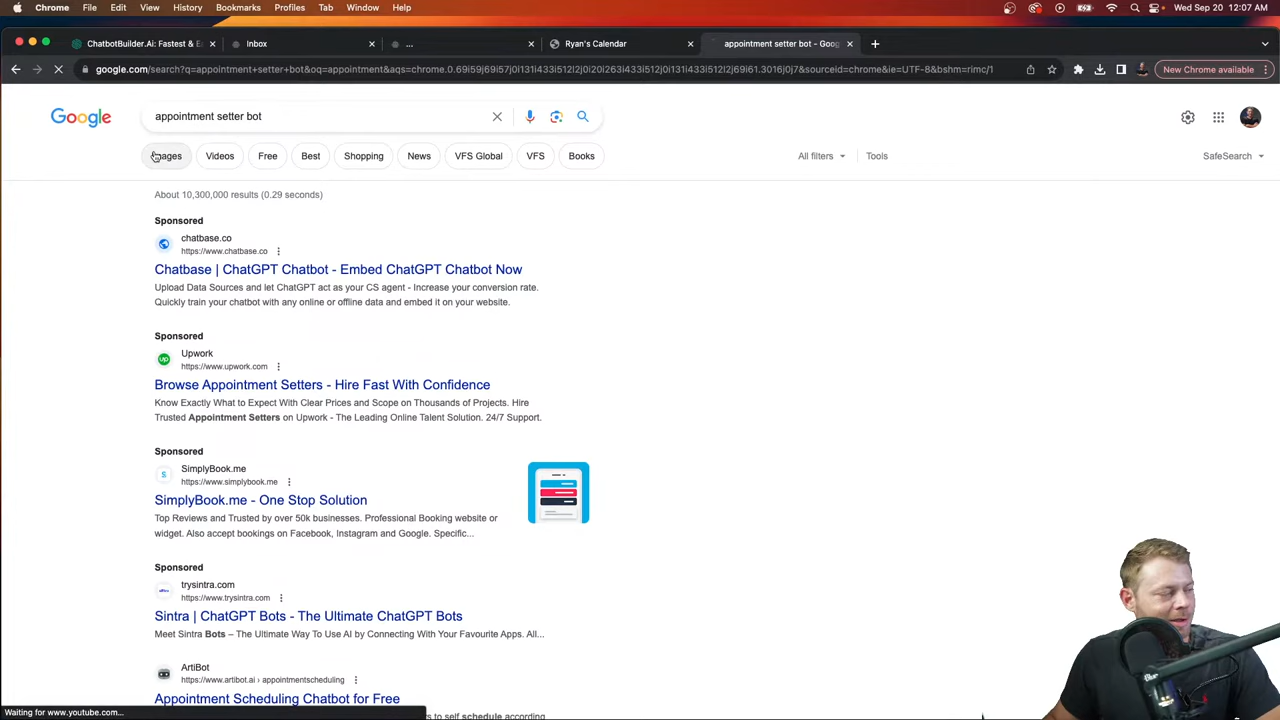 Chrome File Edit View History Bookmarks Profiles Tab Window Help Wed Sep 20 12:07 AM
ChatbotBuilder.Ai: Fastest & E Inbox ... Ryan's Calendar appointment setter bot - Goog
google.com/search?q=appointment+setter+bot&oq=appointment&aqs=chrome.0.69i59j69i57j0i131i433i512l2j0i20i263i433i512j0i131i433i512l2j69i61.3016j0j7&sourceid=chrome&ie=UTF-8&bshm=rimc/1 New Chrome available
Google appointment setter bot
Videos Free Best Shopping News VFS Global VFS Books All filters Tools SafeSearch
About 10,300,000 results (0.29 seconds)
Sponsored
chatbase.co
https://www.chatbase.co
Chatbase | ChatGPT Chatbot - Embed ChatGPT Chatbot Now
Upload Data Sources and let ChatGPT act as your CS agent - Increase your conversion rate.
Quickly train your chatbot with any online or offline data and embed it on your website.
Sponsored
up
Upwork
https://www.upwork.com
Browse Appointment Setters - Hire Fast With Confidence
Know Exactly What to Expect With Clear Prices and Scope on Thousands of Projects. Hire
Trusted Appointment Setters on Upwork - The Leading Online Talent Solution. 24/7 Support.
Sponsored
S
SimplyBook.me
https://www.simplybook.me
SimplyBook.me - One Stop Solution
Top Reviews and Trusted by over 50k businesses. Professional Booking website or
widget. Also accept bookings on Facebook, Instagram and Google. Specific...
Sponsored
trysintra.com
https://www.trysintra.com
Sintra | ChatGPT Bots - The Ultimate ChatGPT Bots
Meet Sintra Bots – The Ultimate Way To Use AI by Connecting With Your Favourite Apps. All...
ArtiBot
https://www.artibot.ai › appointmentscheduling
Appointment Scheduling Chatbot for Free
Waiting for www.youtube.com... to self schedule according